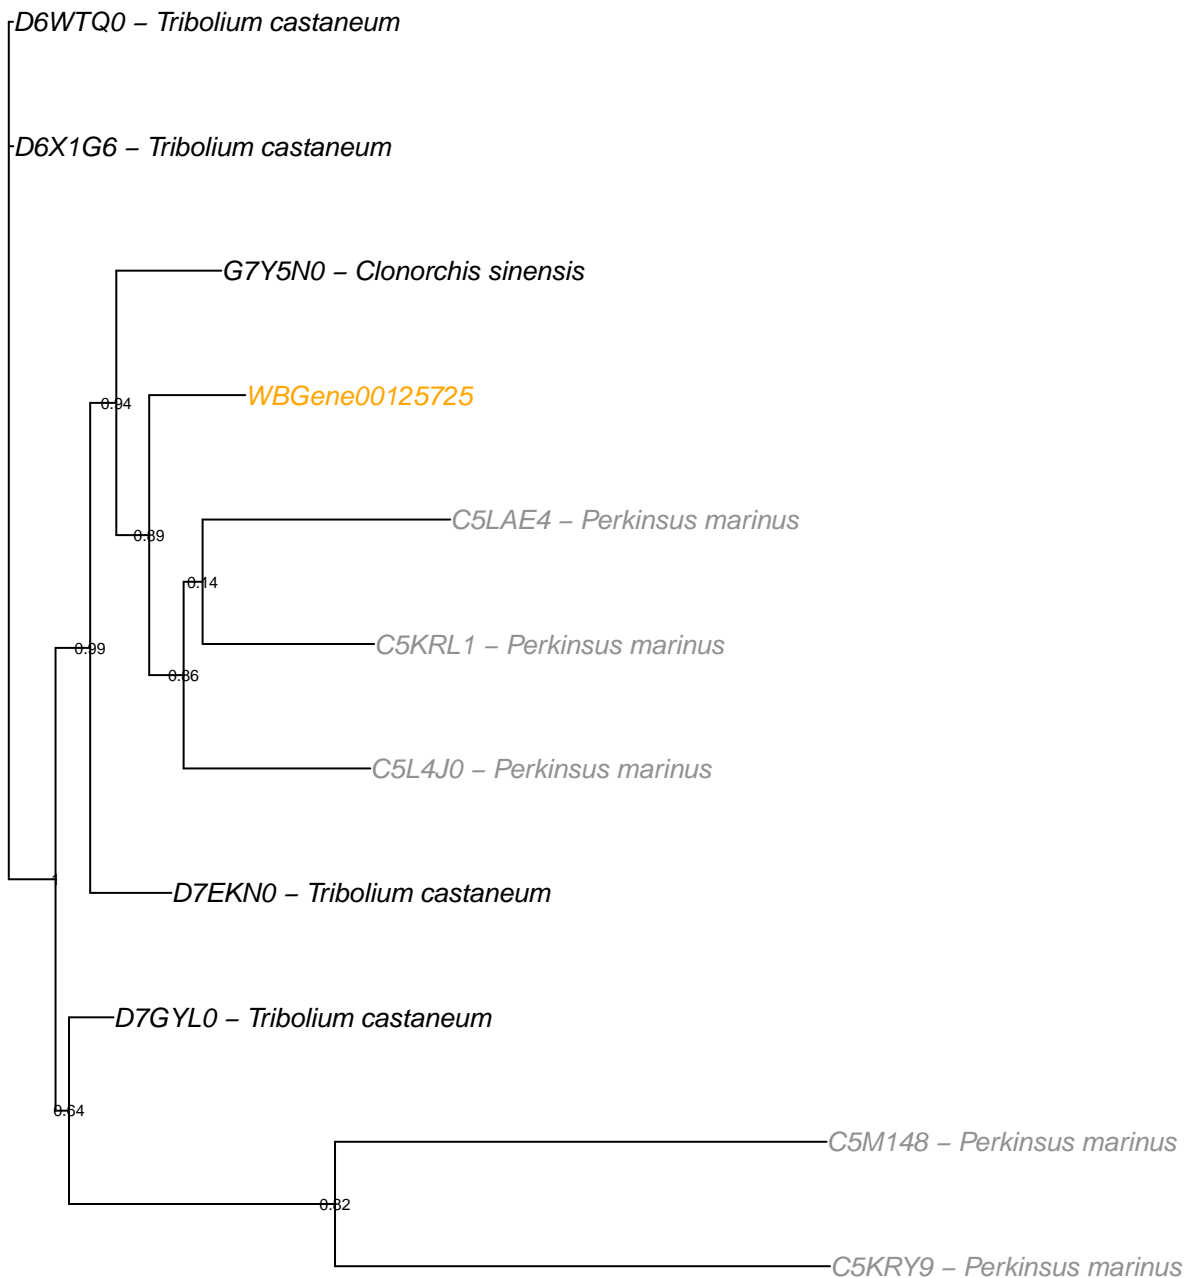 D6WTQ0 – Tribolium castaneum
D6X1G6 – Tribolium castaneum
G7Y5N0 – Clonorchis sinensis
WBGene00125725
0.94
C5LAE4 – Perkinsus marinus
0.89
0.14
C5KRL1 – Perkinsus marinus
0.99
0.86
C5L4J0 – Perkinsus marinus
1
D7EKN0 – Tribolium castaneum
D7GYL0 – Tribolium castaneum
0.64
C5M148 – Perkinsus marinus
0.82
C5KRY9 – Perkinsus marinus